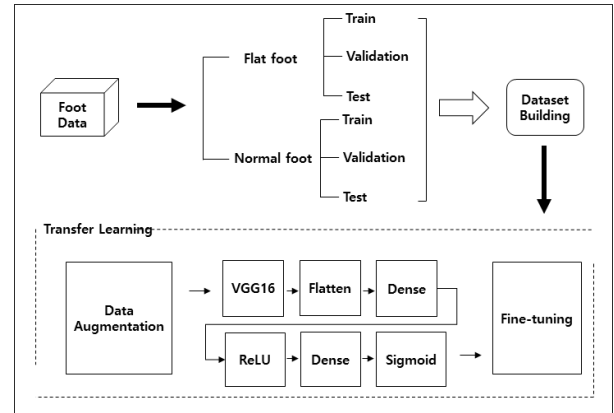 Foot
Data
Flat foot
Train
Validation
Test
Normal foot
Train
Validation
Test
Dataset
Building
Transfer Learning
Data
Augmentation
VGG16
Flatten
Dense
ReLU
Dense
Sigmoid
Fine-tuning